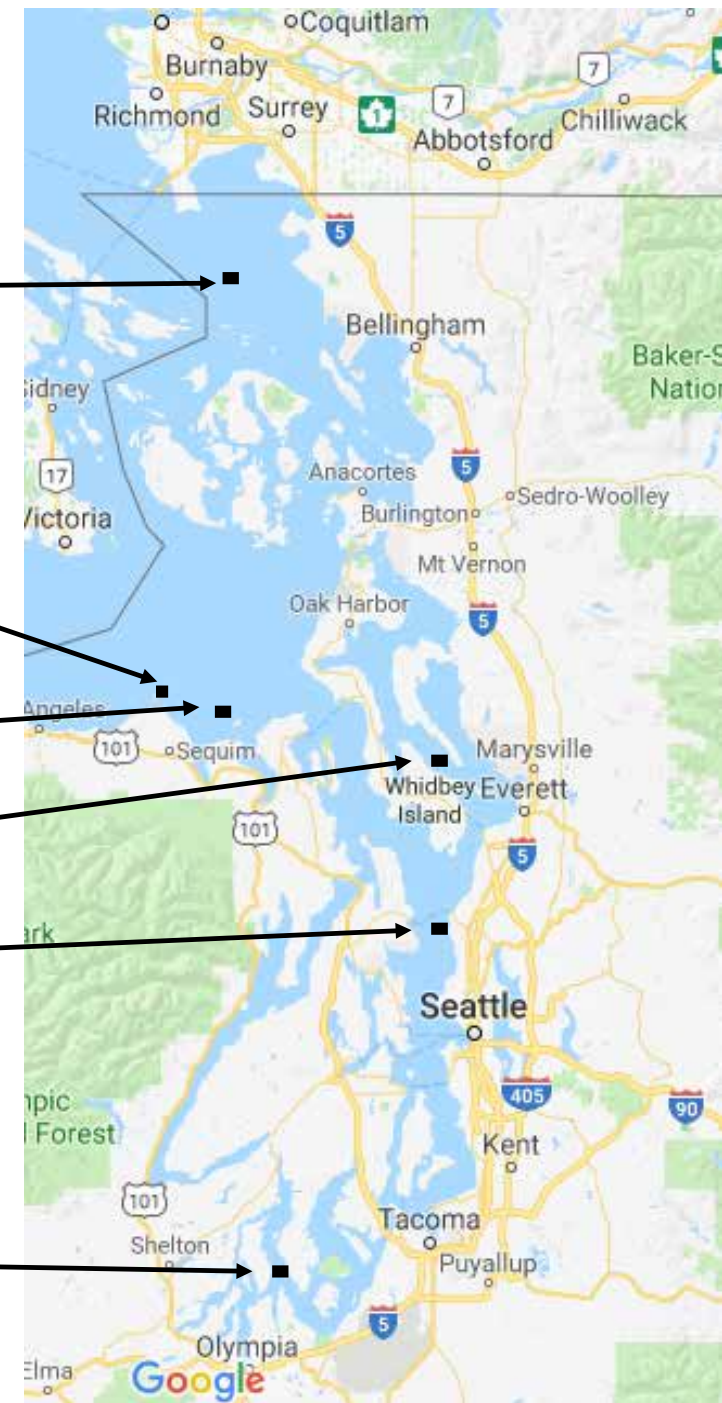 Coquitlam
Burnaby
7
Richmond
Surrey
1
7
Chilliwack
Abbotsford
5
Bellingham
Baker-S
Nation
idney
17
Anacortes
5
Sedro-Woolley
Victoria
Burlington
Mt Vernon
Oak Harbor
5
Angeles
101
Sequim
Marysville
Whidbey
Island
Everett
101
5
ark
Seattle
405
90
mpic
l Forest
Kent
101
Tacoma
Shelton
Puyallup
5
Olympia
Elma
Google